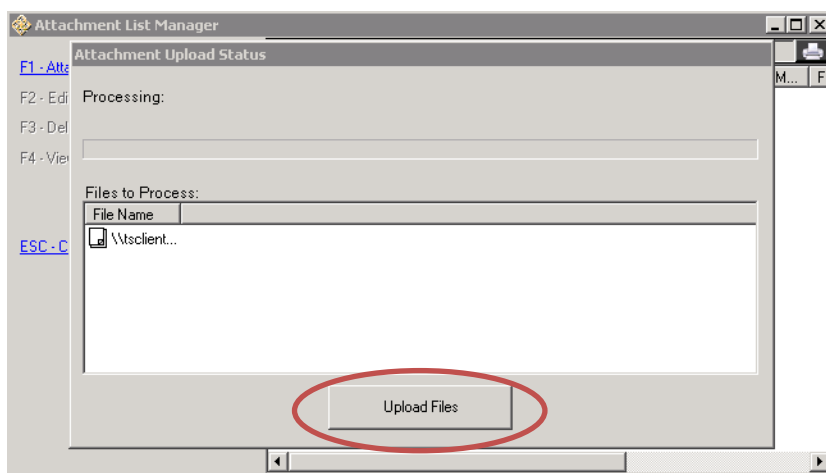 Attachment List Manager
Attachment Upload Status
F1 - Atta
M... F
F2 - Edi
Processing:
F3 - Del
F4 - Vie
Files to Process:
File Name
\\tsclient...
ESC - C
Upload Files